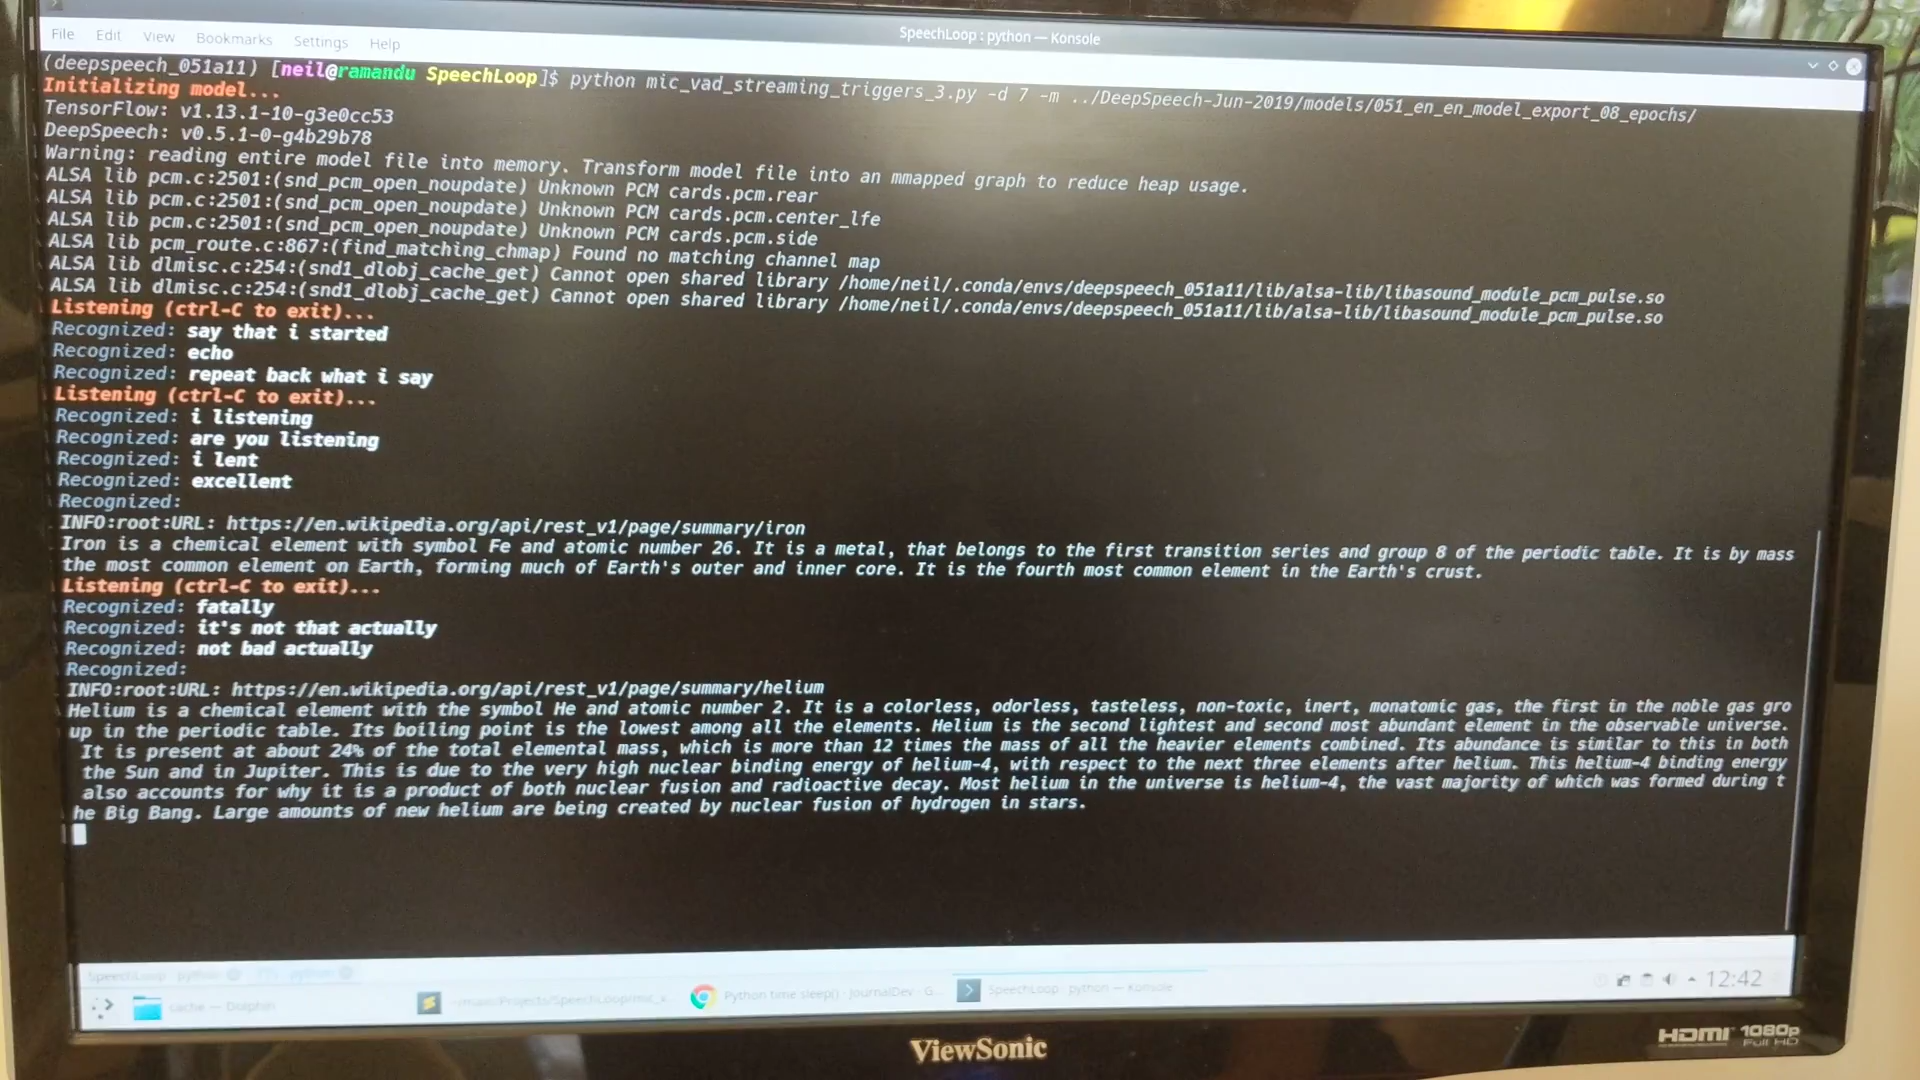 SpeechLoop : python — Konsole
File Edit View Bookmarks Settings Help
(deepspeech_051a11) [neil@ramandu SpeechLoop]$ python mic_vad_streaming_triggers_3.py -d 7 -m ../DeepSpeech-Jun-2019/models/051_en_en_model_export_08_epochs/
Initializing model...
TensorFlow: v1.13.1-10-g3e0cc53
DeepSpeech: v0.5.1-0-g4b29b78
Warning: reading entire model file into memory. Transform model file into an mmapped graph to reduce heap usage.
ALSA lib pcm.c:2501:(snd_pcm_open_noupdate) Unknown PCM cards.pcm.rear
ALSA lib pcm.c:2501:(snd_pcm_open_noupdate) Unknown PCM cards.pcm.center_lfe
ALSA lib pcm.c:2501:(snd_pcm_open_noupdate) Unknown PCM cards.pcm.side
ALSA lib pcm_route.c:867:(find_matching_chmap) Found no matching channel map
ALSA lib dlmisc.c:254:(snd1_dlobj_cache_get) Cannot open shared library /home/neil/.conda/envs/deepspeech_051a11/lib/alsa-lib/libasound_module_pcm_pulse.so
ALSA lib dlmisc.c:254:(snd1_dlobj_cache_get) Cannot open shared library /home/neil/.conda/envs/deepspeech_051a11/lib/alsa-lib/libasound_module_pcm_pulse.so
Listening (ctrl-C to exit)...
Recognized: say that i started
Recognized: echo
Recognized: repeat back what i say
Listening (ctrl-C to exit)...
Recognized: i listening
Recognized: are you listening
Recognized: i lent
Recognized: excellent
Recognized:
INFO:root:URL: https://en.wikipedia.org/api/rest_v1/page/summary/iron
Iron is a chemical element with symbol Fe and atomic number 26. It is a metal, that belongs to the first transition series and group 8 of the periodic table. It is by mass
the most common element on Earth, forming much of Earth's outer and inner core. It is the fourth most common element in the Earth's crust.
Listening (ctrl-C to exit)...
Recognized: fatally
Recognized: it's not that actually
Recognized: not bad actually
Recognized:
INFO:root:URL: https://en.wikipedia.org/api/rest_v1/page/summary/helium
Helium is a chemical element with the symbol He and atomic number 2. It is a colorless, odorless, tasteless, non-toxic, inert, monatomic gas, the first in the noble gas gro
up in the periodic table. Its boiling point is the lowest among all the elements. Helium is the second lightest and second most abundant element in the observable universe.
It is present at about 24% of the total elemental mass, which is more than 12 times the mass of all the heavier elements combined. Its abundance is similar to this in both
the Sun and in Jupiter. This is due to the very high nuclear binding energy of helium-4, with respect to the next three elements after helium. This helium-4 binding energy
also accounts for why it is a product of both nuclear fusion and radioactive decay. Most helium in the universe is helium-4, the vast majority of which was formed during t
he Big Bang. Large amounts of new helium are being created by nuclear fusion of hydrogen in stars.
SpeechLoop : python
python
cache — Dolphin
Python time sleep() - JournalDev - G...
SpeechLoop : python — Konsole
12:42
ViewSonic
HDMI 1080p
Full HD